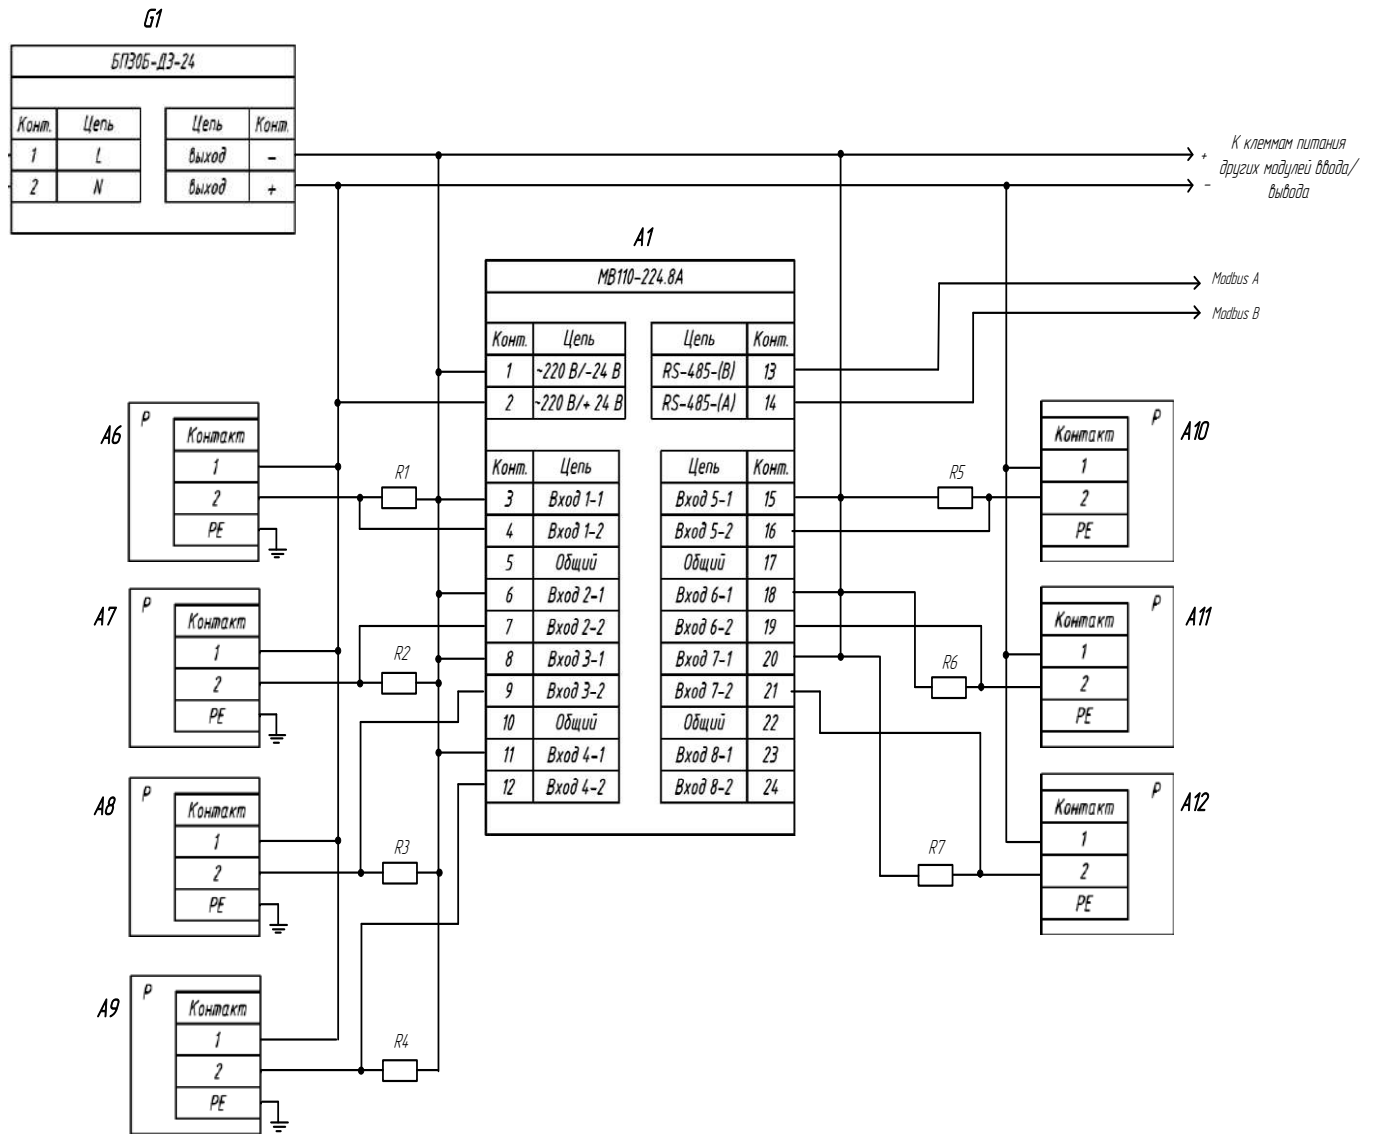 G1
БП30Б-Д3-24
Конт. Цепь Цепь Конт.
1 L выход -
2 N выход +
+ К клеммам питания
других модулей ввода/
- вывода
A1
МВ110-224.8А
Modbus A
Modbus B
Конт. Цепь Цепь Конт.
1 ~220 В/-24 В RS-485-(B) 13
2 ~220 В/+ 24 В RS-485-(A) 14
Конт. Цепь Цепь Конт.
3 Вход 1-1 Вход 5-1 15
4 Вход 1-2 Вход 5-2 16
5 Общий Общий 17
6 Вход 2-1 Вход 6-1 18
7 Вход 2-2 Вход 6-2 19
8 Вход 3-1 Вход 7-1 20
9 Вход 3-2 Вход 7-2 21
10 Общий Общий 22
11 Вход 4-1 Вход 8-1 23
12 Вход 4-2 Вход 8-2 24
A6
P
Контакт
1
2
PE
R1
A7
P
Контакт
1
2
PE
R2
A8
P
Контакт
1
2
PE
R3
A9
P
Контакт
1
2
PE
R4
R5
P
A10
Контакт
1
2
PE
R6
P
A11
Контакт
1
2
PE
R7
P
A12
Контакт
1
2
PE